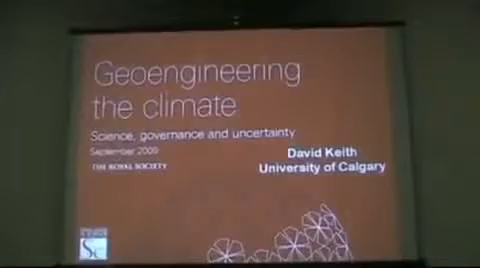 Geoengineering
the climate
Science, governance and uncertainty
September 2009
THE ROYAL SOCIETY
David Keith
University of Calgary